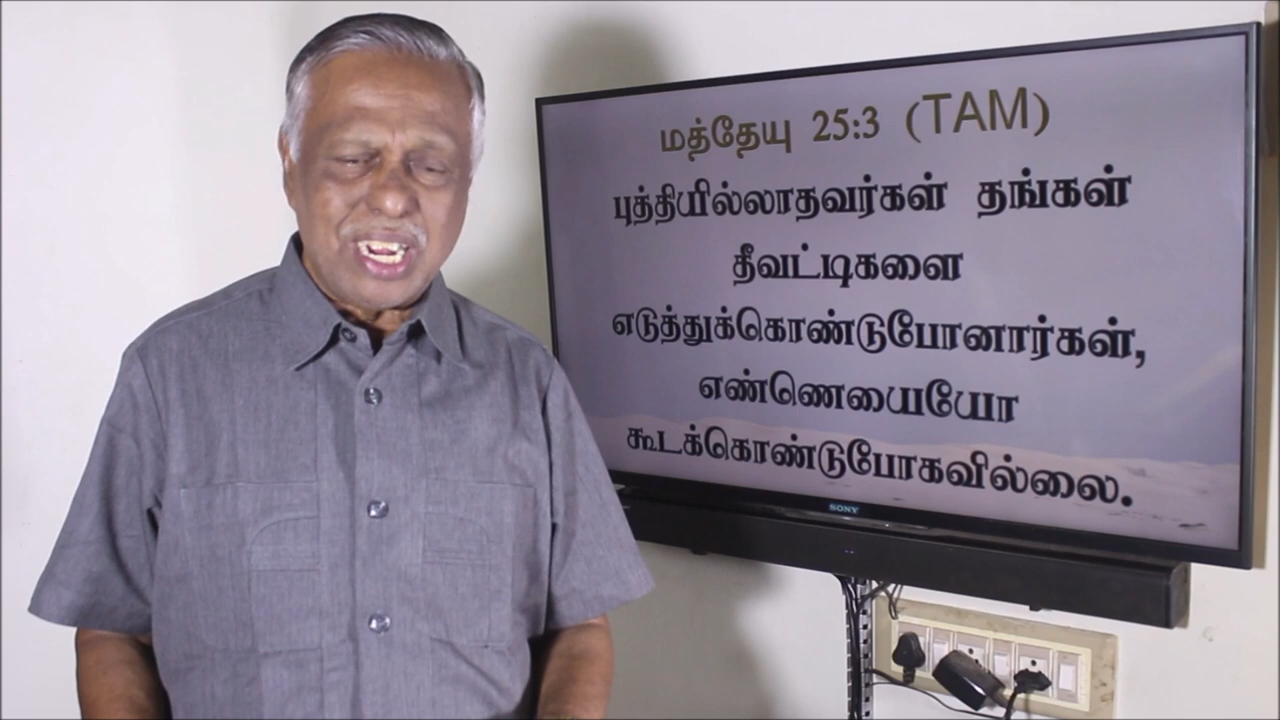 மத்தேயு 25:3 (TAM)
புத்தியில்லாதவர்கள் தங்கள்
தீவட்டிகளை
எடுத்துக்கொண்டுபோனார்கள்,
எண்ணெயையோ
கூடக்கொண்டுபோகவில்லை.
SONY